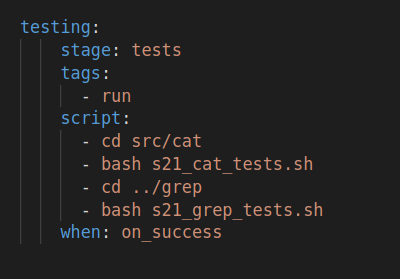 testing:
stage: tests
tags:
- run
script:
- cd src/cat
- bash s21_cat_tests.sh
- cd ../grep
- bash s21_grep_tests.sh
when: on_success